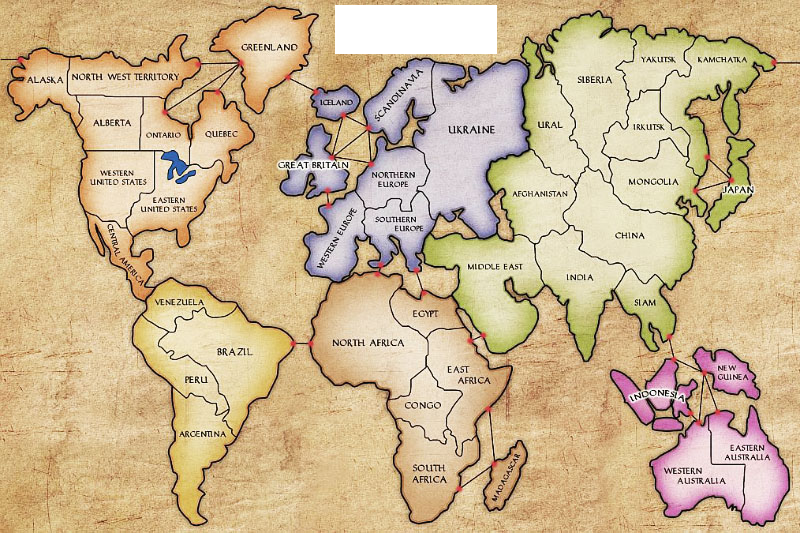 GREENLAND
ALASKA
NORTH WEST TERRITORY
ALBERTA
ONTARIO
QUEBEC
WESTERN
UNITED STATES
EASTERN
UNITED STATES
CENTRAL AMERICA
VENEZUELA
BRAZIL
PERU
ARGENTINA
ICELAND
SCANDINAVIA
UKRAINE
GREAT BRITAIN
NORTHERN
EUROPE
WESTERN EUROPE
SOUTHERN
EUROPE
NORTH AFRICA
EGYPT
EAST
AFRICA
CONGO
SOUTH
AFRICA
MADAGASCAR
URAL
SIBERIA
YAKUTSK
KAMCHATKA
IRKUTSK
MONGOLIA
JAPAN
AFGHANISTAN
CHINA
MIDDLE EAST
INDIA
SIAM
INDONESIA
NEW
GUINEA
WESTERN
AUSTRALIA
EASTERN
AUSTRALIA